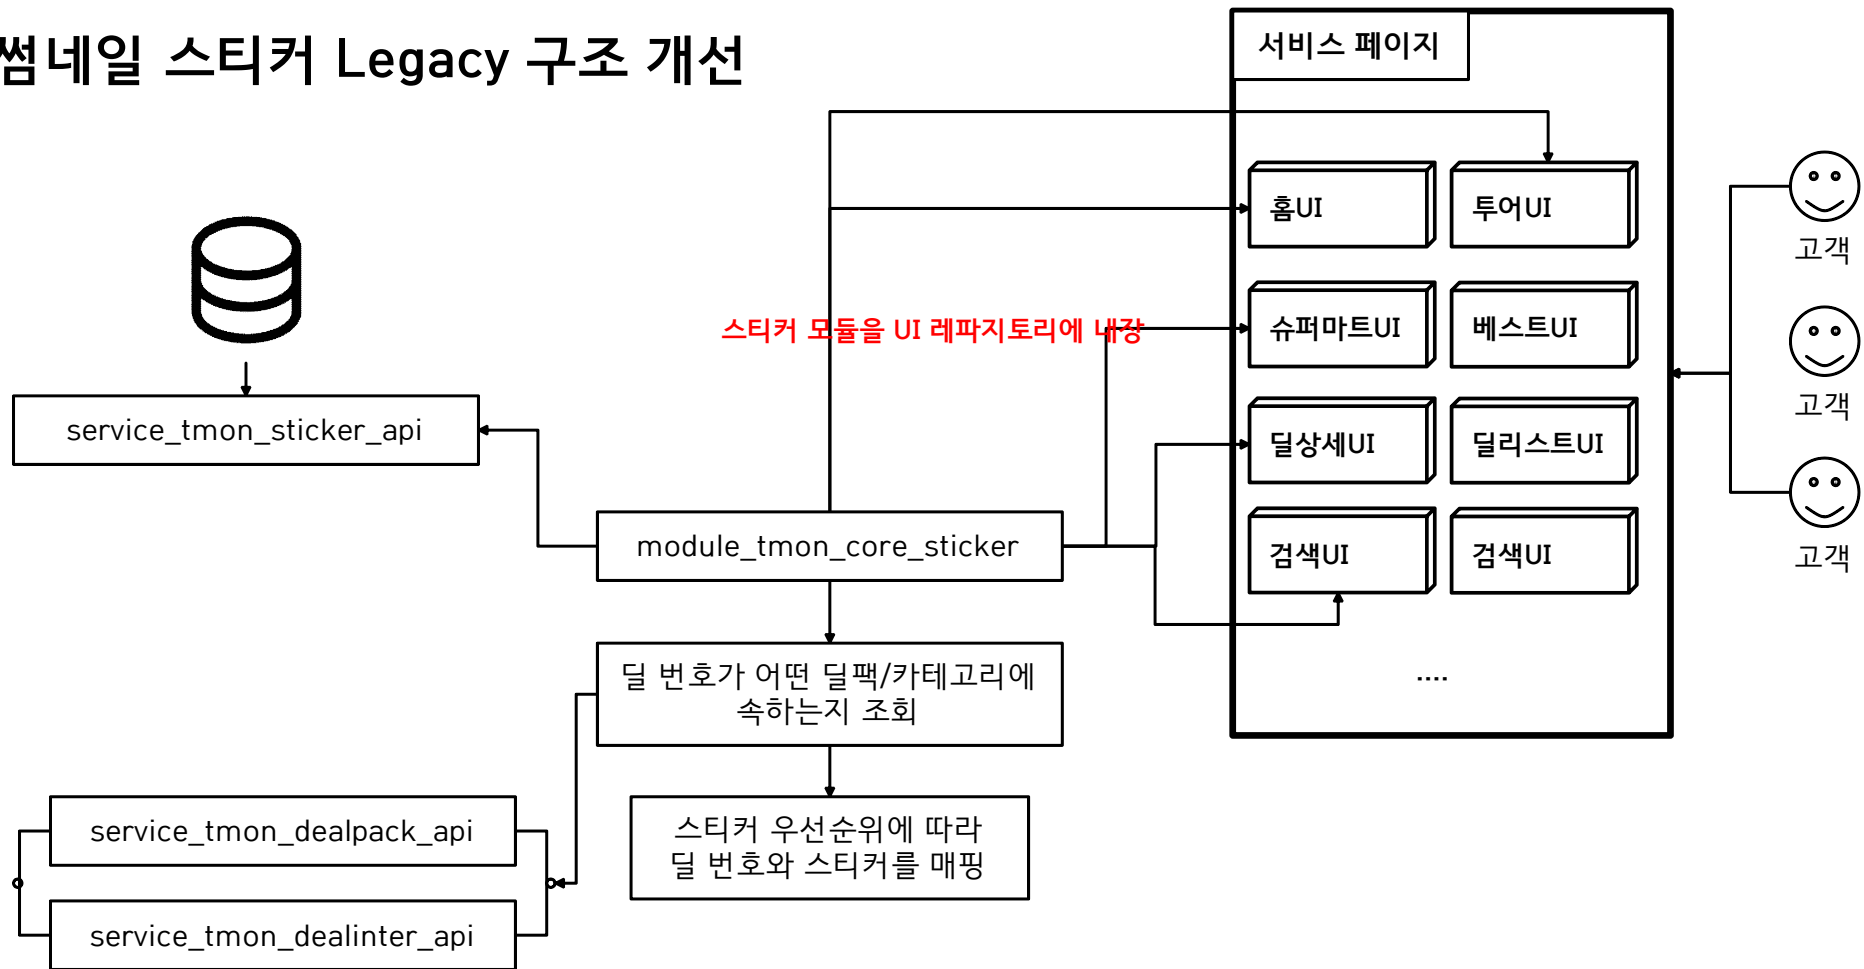 썸네일 스티커 Legacy 구조 개선
서비스 페이지
홈UI
투어UI
고객
스티커 모듈을 UI 레파지토리에 내장
슈퍼마트UI
베스트UI
고객
service_tmon_sticker_api
딜상세UI
딜리스트UI
module_tmon_core_sticker
검색UI
검색UI
고객
딜 번호가 어떤 딜팩/카테고리에
속하는지 조회
....
service_tmon_dealpack_api
스티커 우선순위에 따라
딜 번호와 스티커를 매핑
service_tmon_dealinter_api